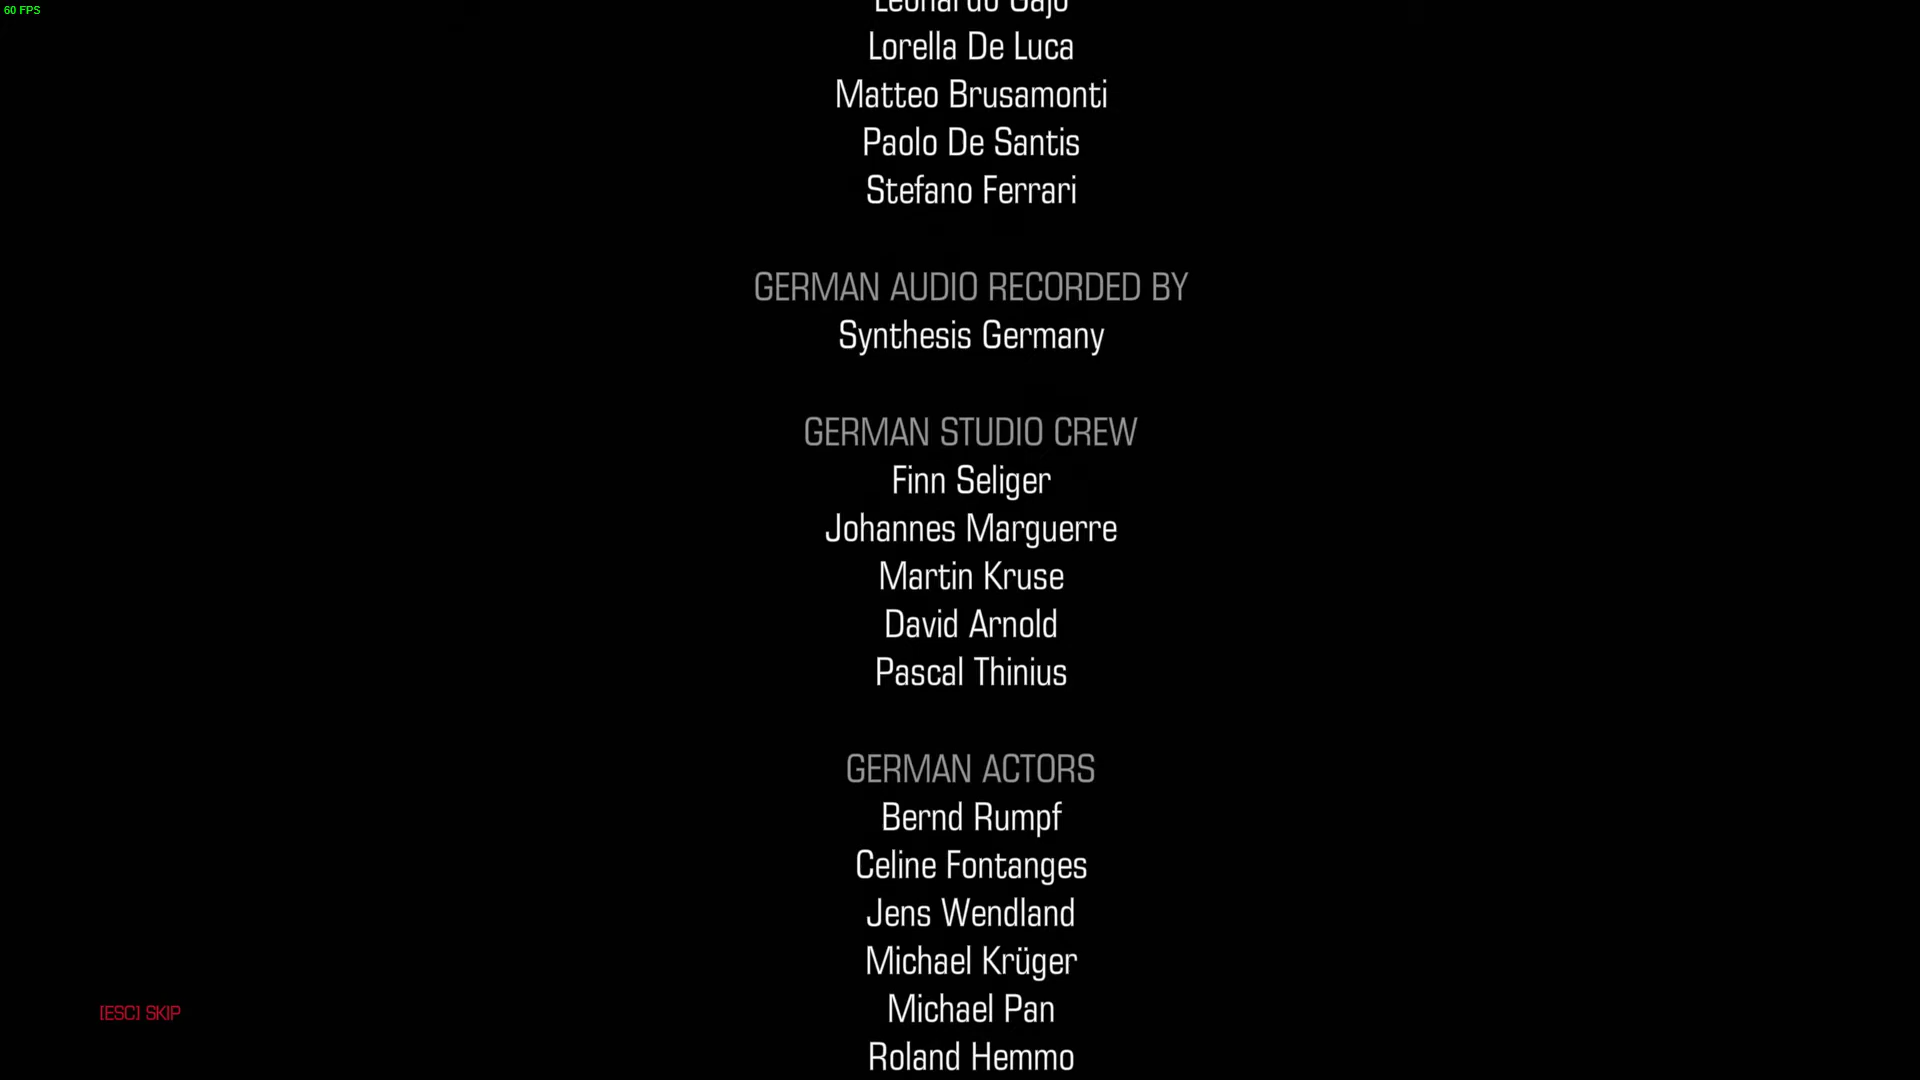 60 FPS
Lorella De Luca
Matteo Brusamonti
Paolo De Santis
Stefano Ferrari
GERMAN AUDIO RECORDED BY
Synthesis Germany
GERMAN STUDIO CREW
Finn Seliger
Johannes Marguerre
Martin Kruse
David Arnold
Pascal Thinius
GERMAN ACTORS
Bernd Rumpf
Celine Fontanges
Jens Wendland
Michael Krüger
Michael Pan
Roland Hemmo
[ESC] SKIP